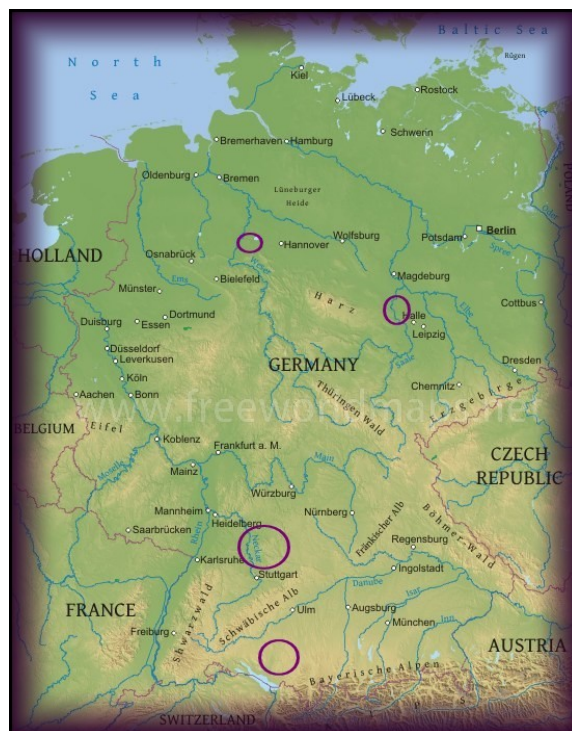 Baltic Sea
North
Sea
Rügen
Kiel
Rostock
Lübeck
Schwerin
Bremerhaven
Hamburg
POLAND
Oldenburg
Bremen
Lüneburger
Heide
Oder
Berlin
Wolfsburg
Potsdam
Hannover
Spree
HOLLAND
Osnabrück
Weser
Ems
Bielefeld
Magdeburg
Münster
Harz
Elbe
Cottbus
Dortmund
Essen
Duisburg
Halle
Leipzig
Düsseldorf
Leverkusen
GERMANY
Saale
Dresden
Köln
Chemnitz
Aachen
Bonn
Thüringen Wald
Erzgebirge
www.freeworldmaps.net
BELGIUM
Eifel
Koblenz
Frankfurt a. M.
CZECH
REPUBLIC
Moselle
Mainz
Main
Würzburg
Mannheim
Nürnberg
Heidelberg
Fränkischer Alb
Böhmer-Wald
Saarbrücken
Rhein
Neckar
Regensburg
Karlsruhe
Stuttgart
Ingolstadt
Danube
Isar
FRANCE
Shwarzwald
Schwäbische Alb
Ulm
Augsburg
München
Inn
Freiburg
AUSTRIA
Bayerische Alpen
SWITZERLAND
A L P S